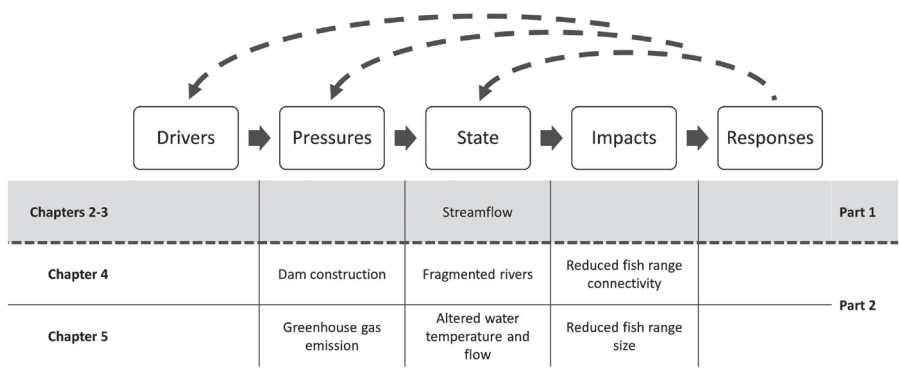 Drivers
Pressures
State
Impacts
Responses
Chapters 2-3
Streamflow
Part 1
Chapter 4
Dam construction
Fragmented rivers
Reduced fish range
connectivity
Part 2
Chapter 5
Greenhouse gas
emission
Altered water
temperature and
flow
Reduced fish range
size